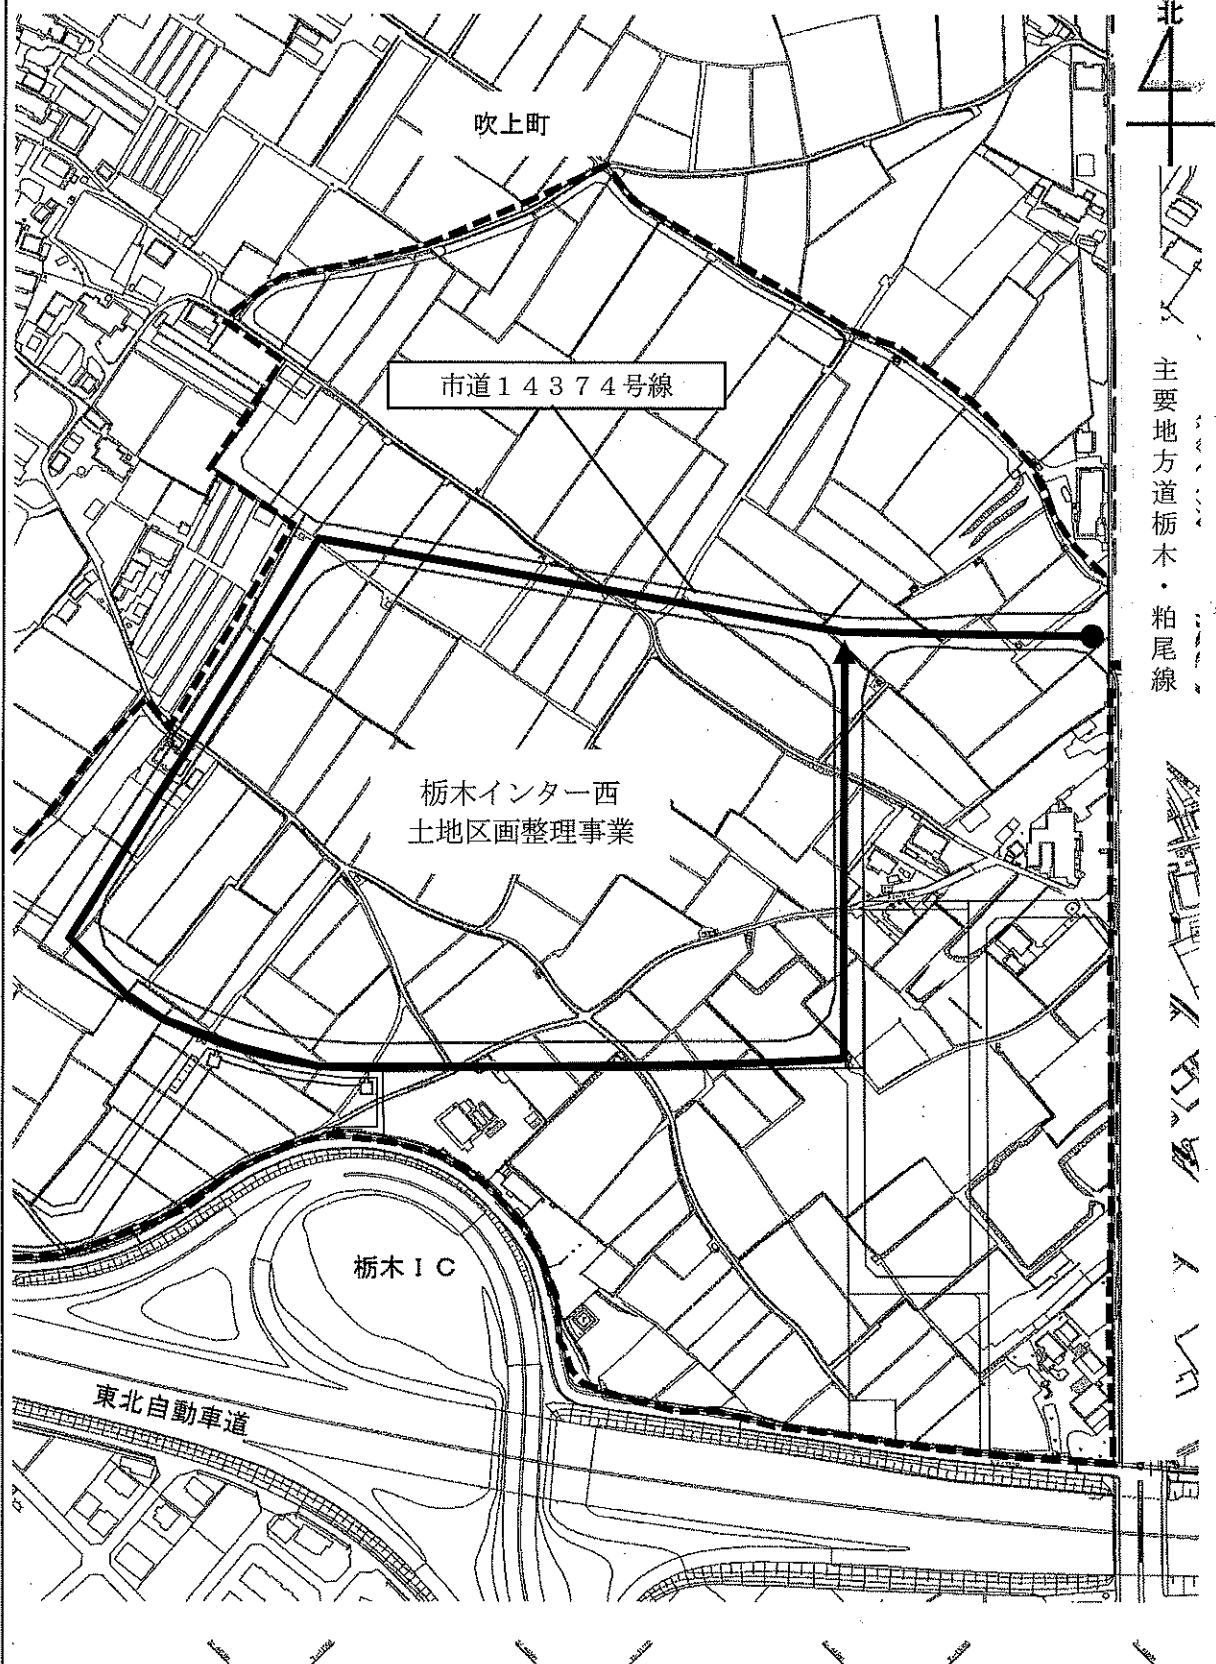 北
吹上町
市道14374号線
主要地方道栃木・粕尾線
栃木インター西
土地区画整理事業
栃木IC
東北自動車道